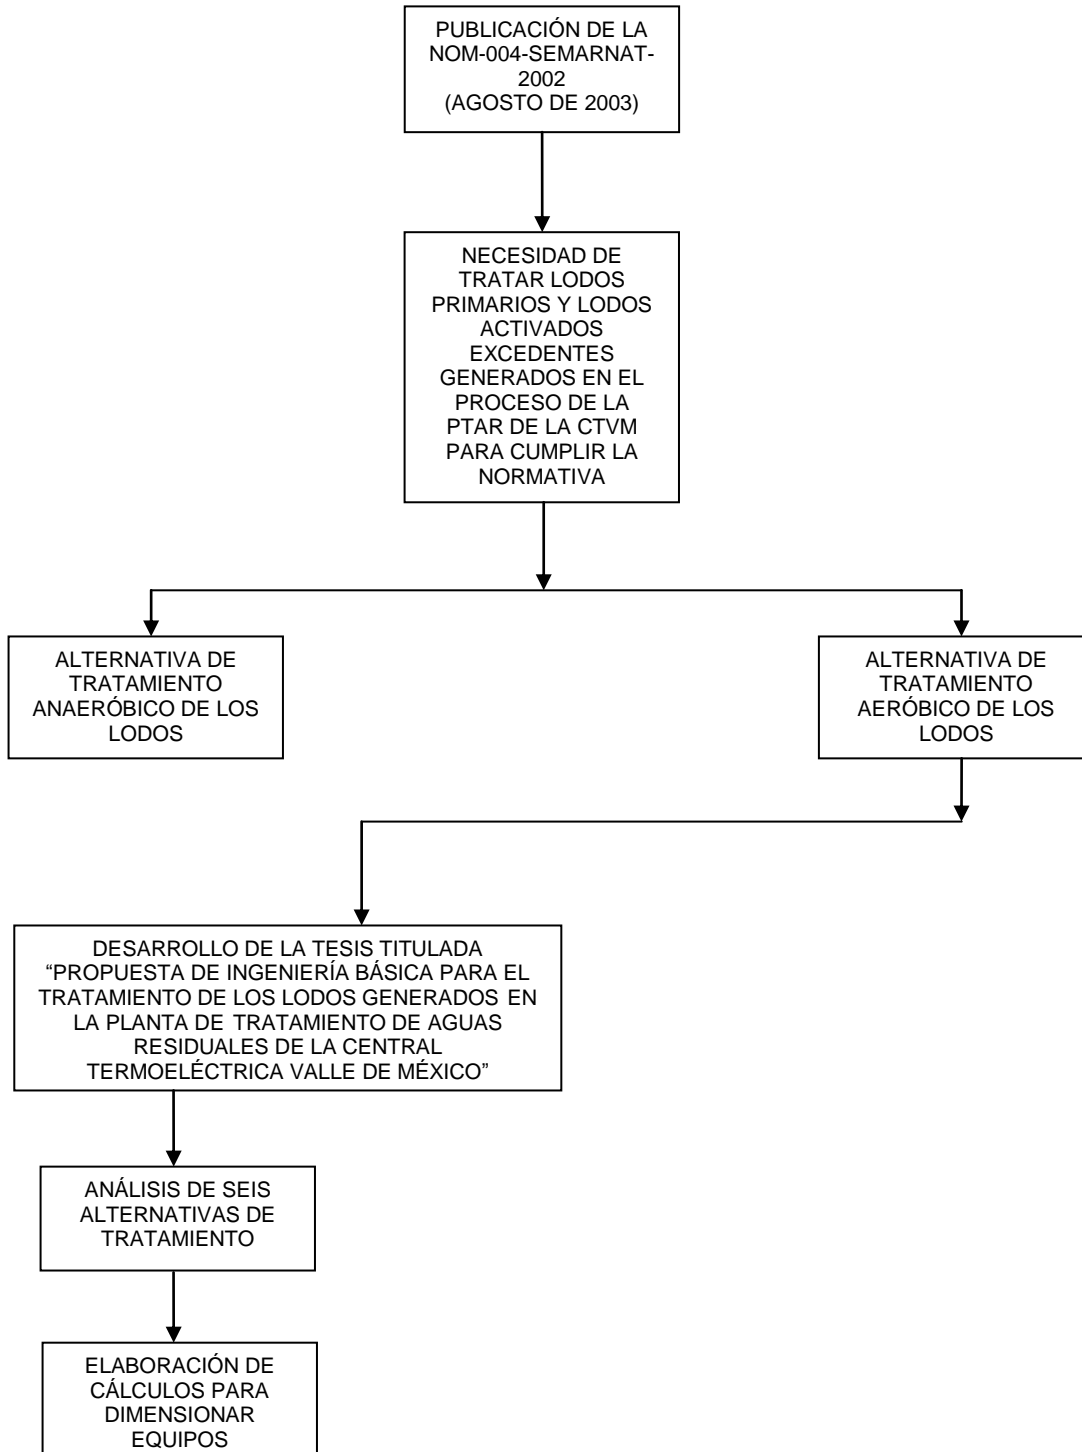 PUBLICACIÓN DE LA
NOM-004-SEMARNAT-
2002
(AGOSTO DE 2003)
NECESIDAD DE
TRATAR LODOS
PRIMARIOS Y LODOS
ACTIVADOS
EXCEDENTES
GENERADOS EN EL
PROCESO DE LA
PTAR DE LA CTVM
PARA CUMPLIR LA
NORMATIVA
ALTERNATIVA DE
TRATAMIENTO
ANAERÓBICO DE LOS
LODOS
ALTERNATIVA DE
TRATAMIENTO
AERÓBICO DE LOS
LODOS
DESARROLLO DE LA TESIS TITULADA
“PROPUESTA DE INGENIERÍA BÁSICA PARA EL
TRATAMIENTO DE LOS LODOS GENERADOS EN
LA PLANTA DE TRATAMIENTO DE AGUAS
RESIDUALES DE LA CENTRAL
TERMOELÉCTRICA VALLE DE MÉXICO”
ANÁLISIS DE SEIS
ALTERNATIVAS DE
TRATAMIENTO
ELABORACIÓN DE
CÁLCULOS PARA
DIMENSIONAR
EQUIPOS